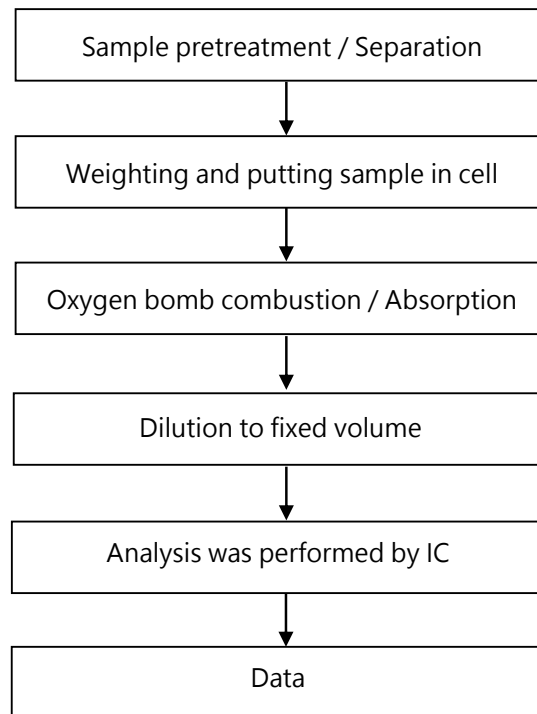 Sample pretreatment / Separation
Weighting and putting sample in cell
Oxygen bomb combustion / Absorption
Dilution to fixed volume
Analysis was performed by IC
Data